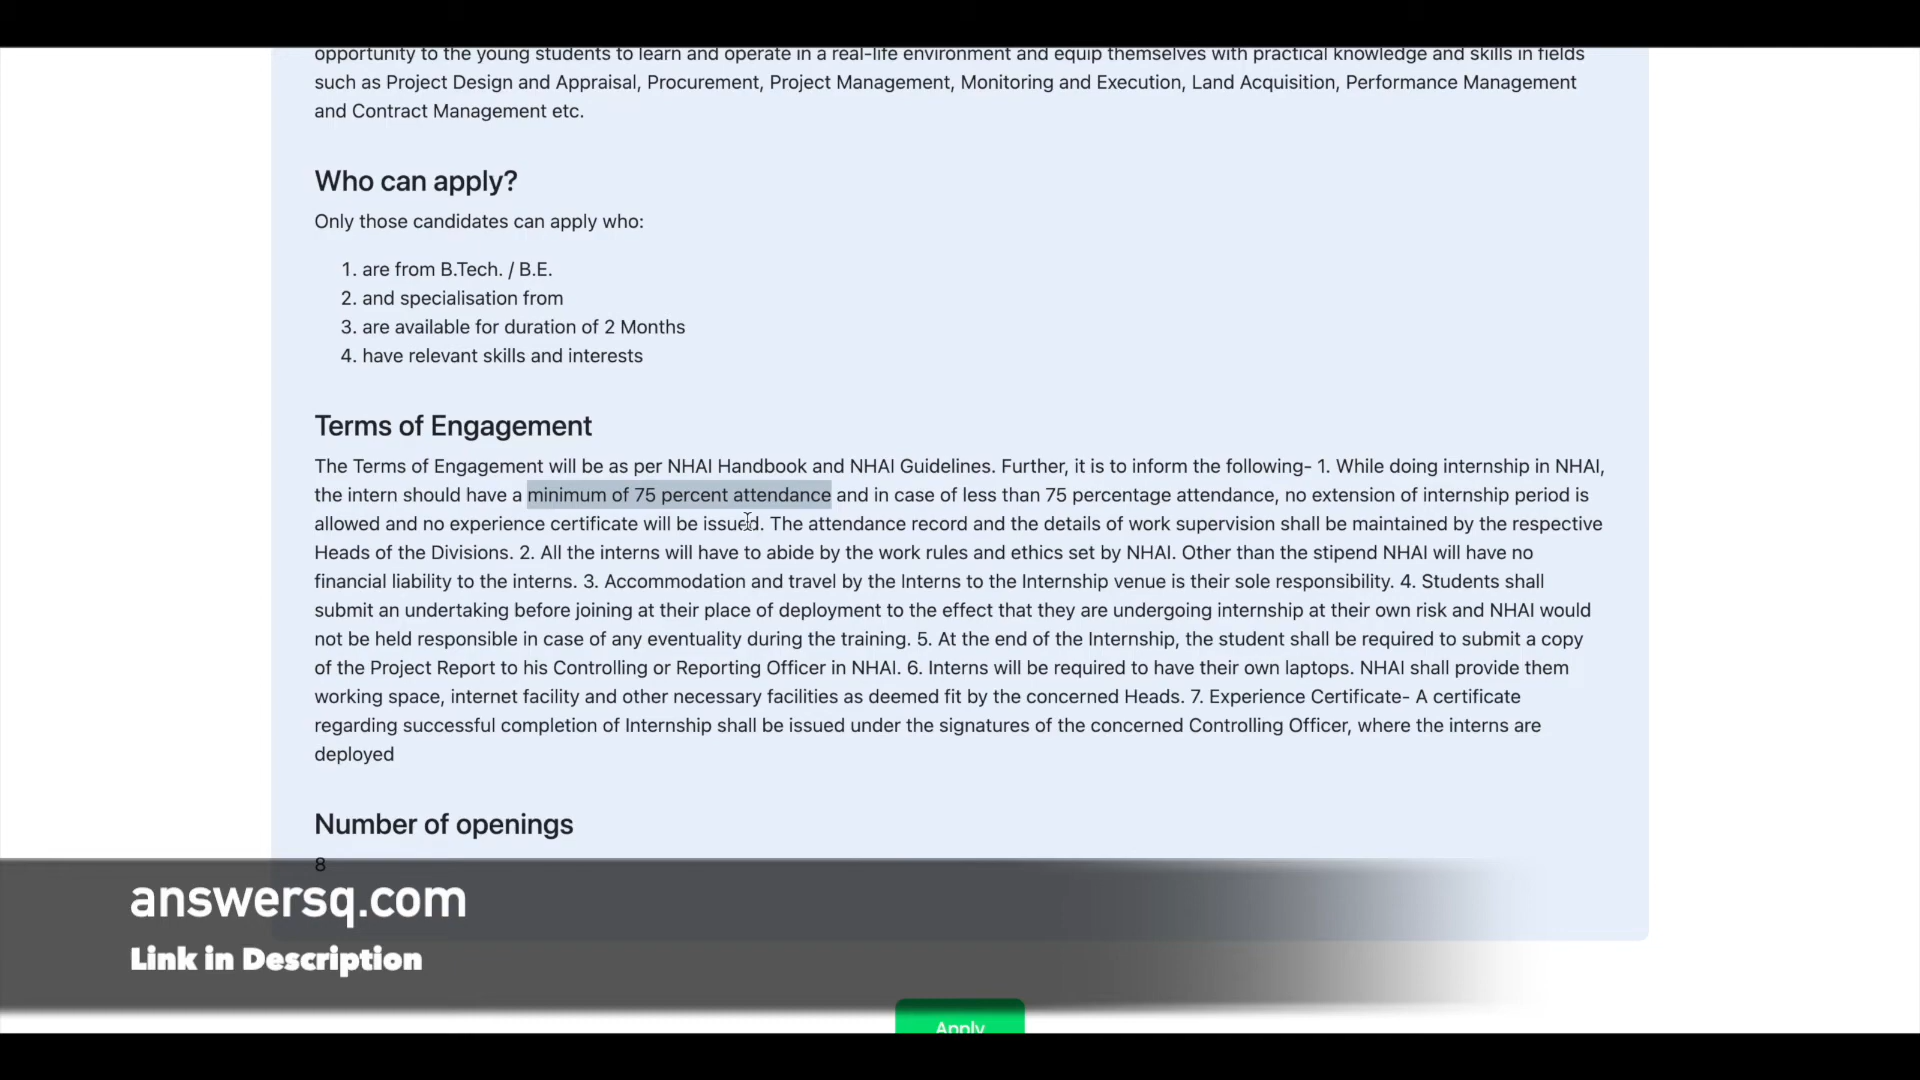 opportunity to the young students to learn and operate in a real-life environment and equip themselves with practical knowledge and skills in fields
such as Project Design and Appraisal, Procurement, Project Management, Monitoring and Execution, Land Acquisition, Performance Management
and Contract Management etc.
Who can apply?
Only those candidates can apply who:
1. are from B.Tech. / B.E.
2. and specialisation from
3. are available for duration of 2 Months
4. have relevant skills and interests
Terms of Engagement
The Terms of Engagement will be as per NHAI Handbook and NHAI Guidelines. Further, it is to inform the following- 1. While doing internship in NHAI,
the intern should have a minimum of 75 percent attendance and in case of less than 75 percentage attendance, no extension of internship period is
allowed and no experience certificate will be issued. The attendance record and the details of work supervision shall be maintained by the respective
Heads of the Divisions. 2. All the interns will have to abide by the work rules and ethics set by NHAI. Other than the stipend NHAI will have no
financial liability to the interns. 3. Accommodation and travel by the Interns to the Internship venue is their sole responsibility. 4. Students shall
submit an undertaking before joining at their place of deployment to the effect that they are undergoing internship at their own risk and NHAI would
not be held responsible in case of any eventuality during the training. 5. At the end of the Internship, the student shall be required to submit a copy
of the Project Report to his Controlling or Reporting Officer in NHAI. 6. Interns will be required to have their own laptops. NHAI shall provide them
working space, internet facility and other necessary facilities as deemed fit by the concerned Heads. 7. Experience Certificate- A certificate
regarding successful completion of Internship shall be issued under the signatures of the concerned Controlling Officer, where the interns are
deployed
Number of openings
8
answersq.com
Link in Description
Apply